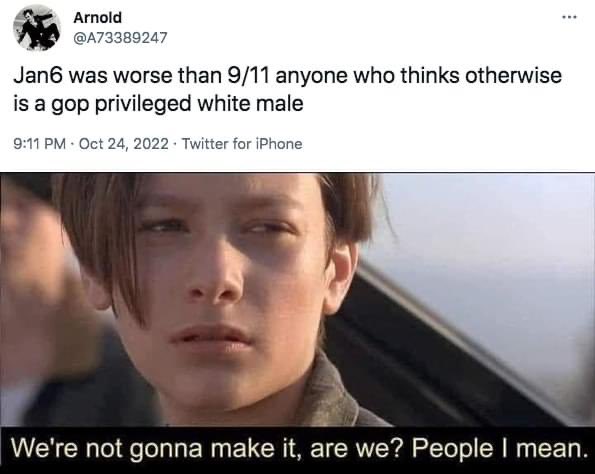 Arnold
@A73389247
Jan6 was worse than 9/11 anyone who thinks otherwise
is a gop privileged white male
9:11 PM · Oct 24, 2022 · Twitter for iPhone
We're not gonna make it, are we? People I mean.